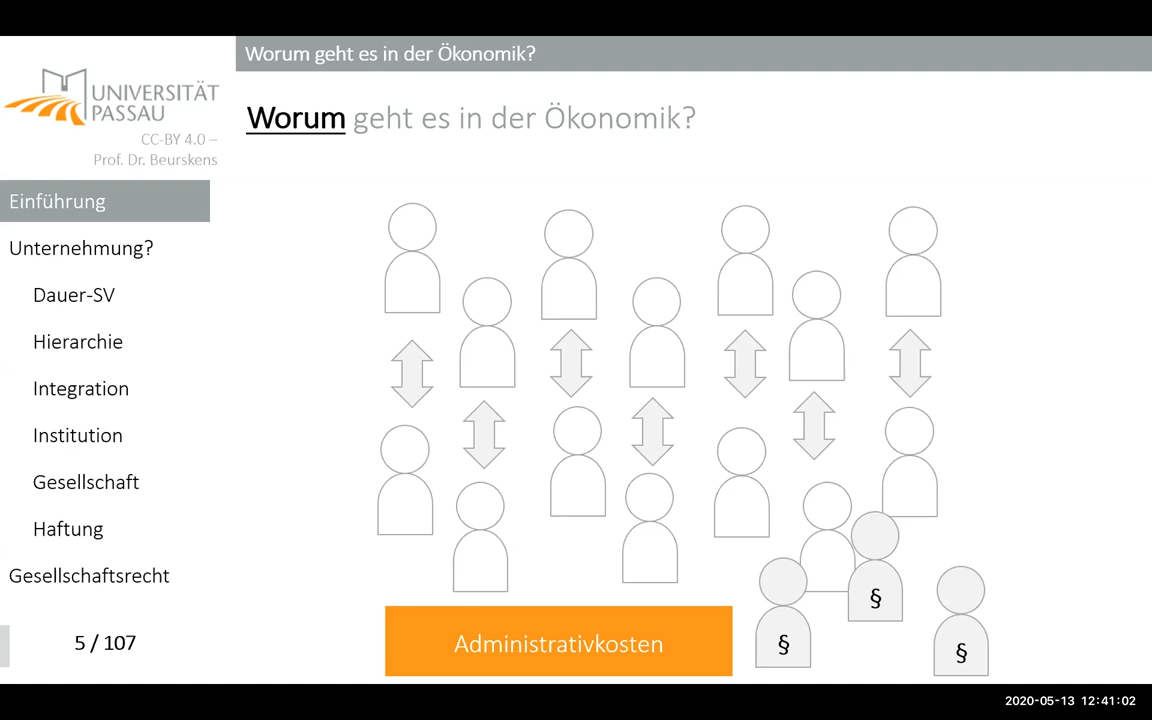 Worum geht es in der Ökonomik?
UNIVERSITÄT
PASSAU
CC-BY 4.0 –
Prof. Dr. Beurskens
Worum geht es in der Ökonomik?
Einführung
Unternehmung?
Dauer-SV
Hierarchie
Integration
Institution
Gesellschaft
Haftung
Gesellschaftsrecht
5 / 107
Administrativkosten
§
§
§
2020-05-13 12:41:02